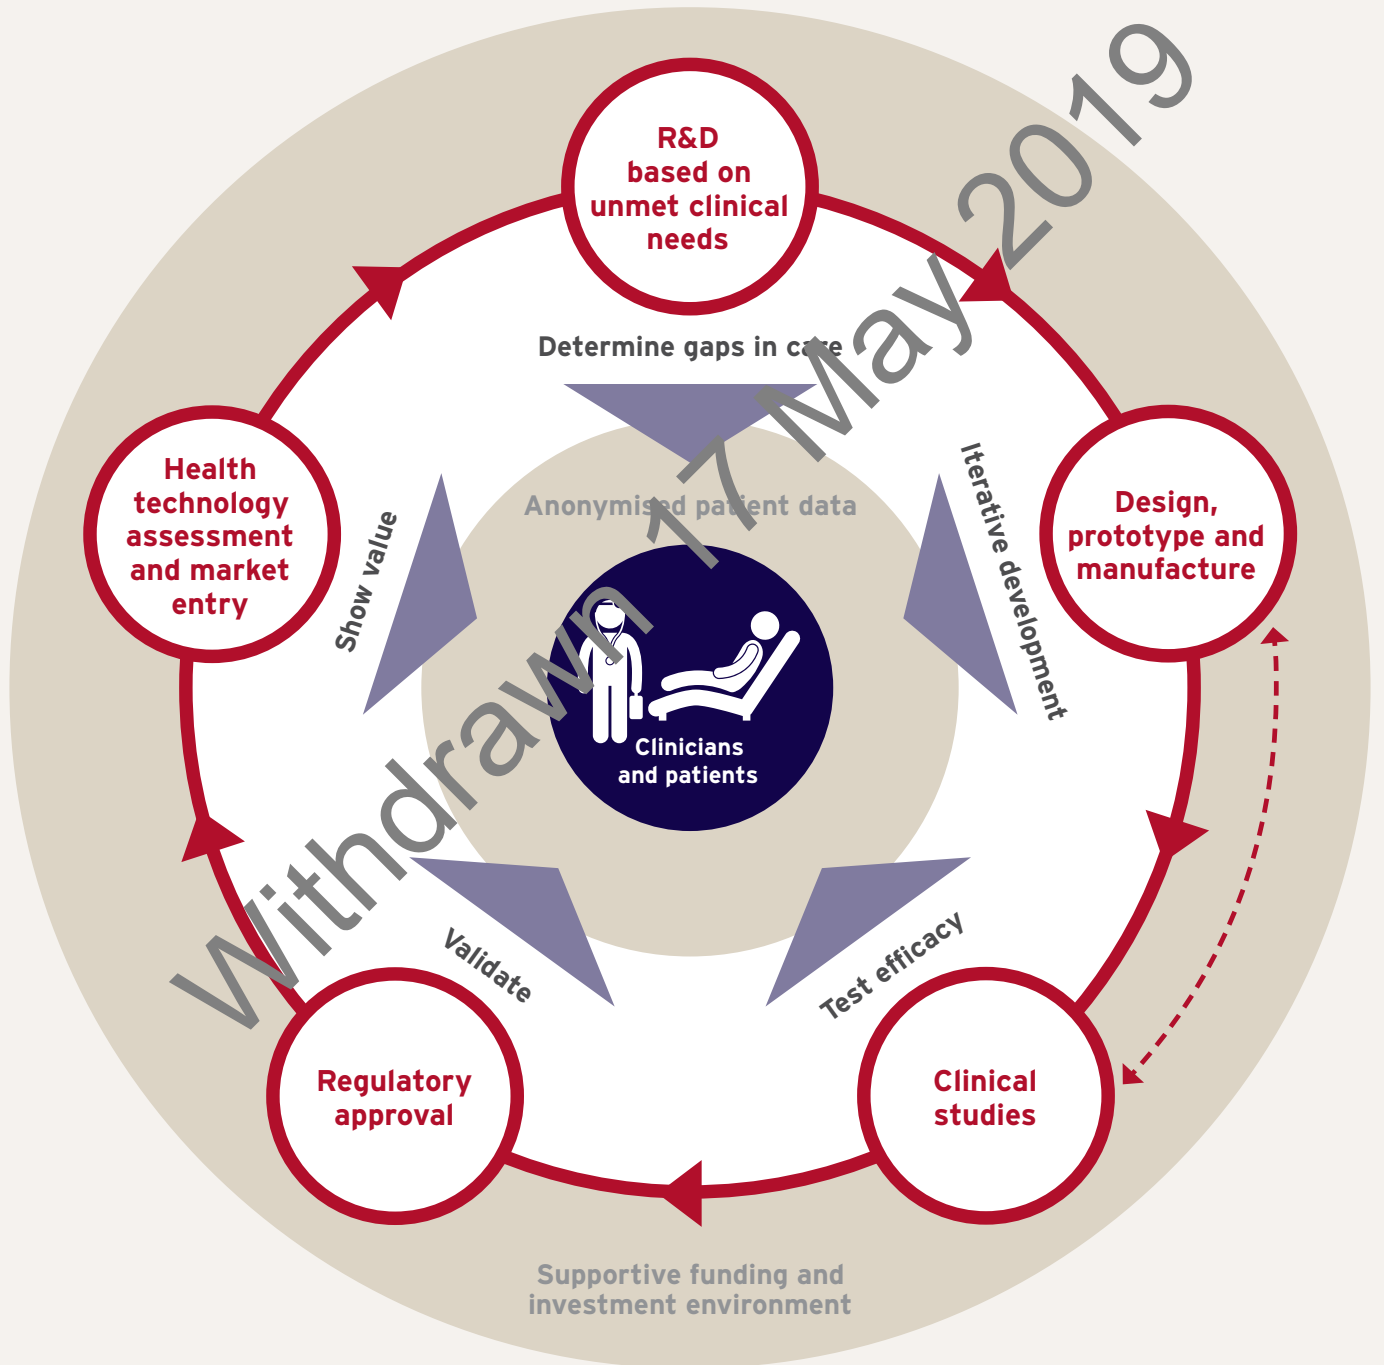 R&D
based on
unmet clinical
needs
Determine gaps in care
Health
technology
assessment
and market
entry
Show value
Anonymised patient data
Iterative development
Design,
prototype and
manufacture
Clinicians
and patients
Validate
Test efficacy
Regulatory
approval
Clinical
studies
Supportive funding and
investment environment
Withdrawn 17 May 2019